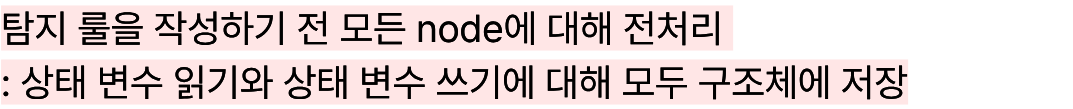 탐지 룰을 작성하기 전 모든 node에 대해 전처리
: 상태 변수 읽기와 상태 변수 쓰기에 대해 모두 구조체에 저장